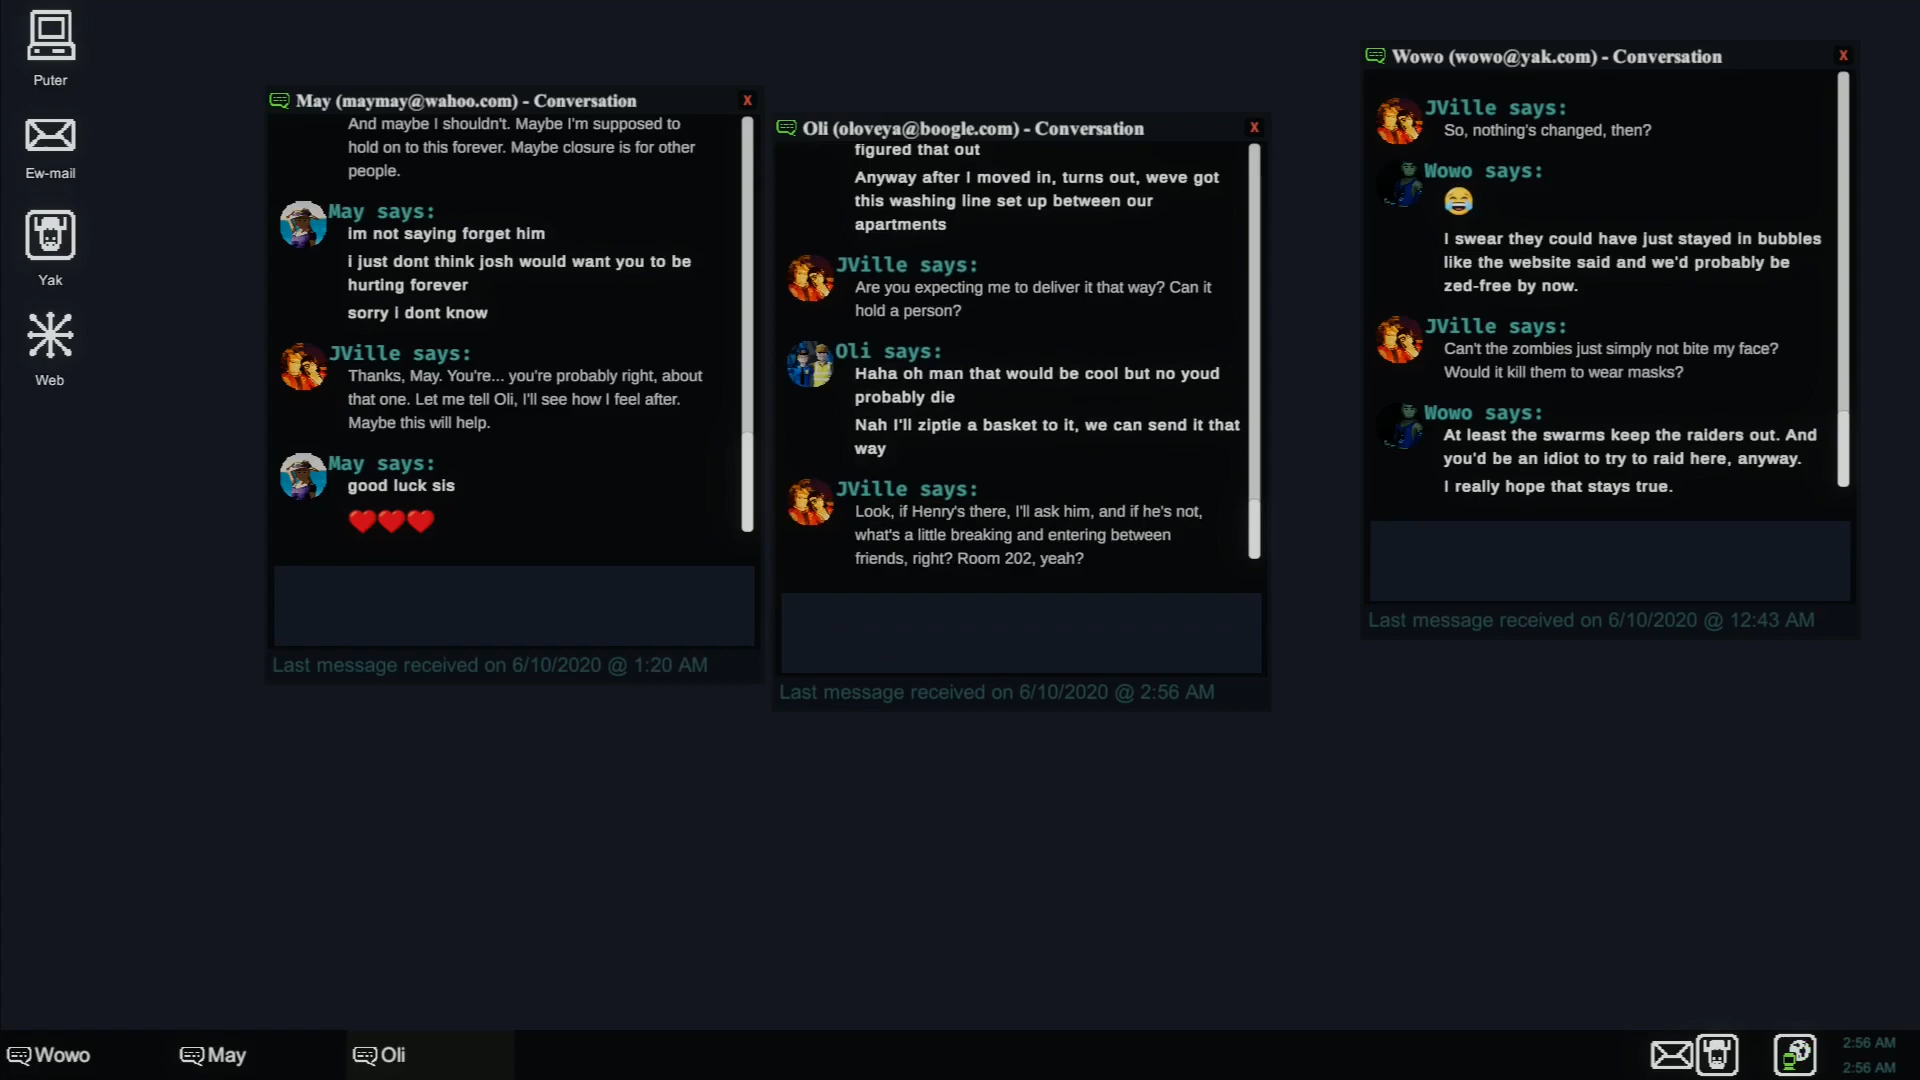 Puter
Ew-mail
Yak
Web
May (maymay@wahoo.com) - Conversation
X
And maybe I shouldn't. Maybe I'm supposed to
hold on to this forever. Maybe closure is for other
people.
May says:
im not saying forget him
i just dont think josh would want you to be
hurting forever
sorry i dont know
JVille says:
Thanks, May. You're... you're probably right, about
that one. Let me tell Oli, I'll see how I feel after.
Maybe this will help.
May says:
good luck sis
Last message received on 6/10/2020 @ 1:20 AM
Oli (oloveya@boogle.com) - Conversation
X
figured that out
Anyway after I moved in, turns out, weve got
this washing line set up between our
apartments
JVille says:
Are you expecting me to deliver it that way? Can it
hold a person?
Oli says:
Haha oh man that would be cool but no youd
probably die
Nah I'll ziptie a basket to it, we can send it that
way
JVille says:
Look, if Henry's there, I'll ask him, and if he's not,
what's a little breaking and entering between
friends, right? Room 202, yeah?
Last message received on 6/10/2020 @ 2:56 AM
Wowo (wowo@yak.com) - Conversation
X
JVille says:
So, nothing's changed, then?
Wowo says:
I swear they could have just stayed in bubbles
like the website said and we'd probably be
zed-free by now.
JVille says:
Can't the zombies just simply not bite my face?
Would it kill them to wear masks?
Wowo says:
At least the swarms keep the raiders out. And
you'd be an idiot to try to raid here, anyway.
I really hope that stays true.
Last message received on 6/10/2020 @ 12:43 AM
Wowo
May
Oli
2:56 AM
2:56 AM